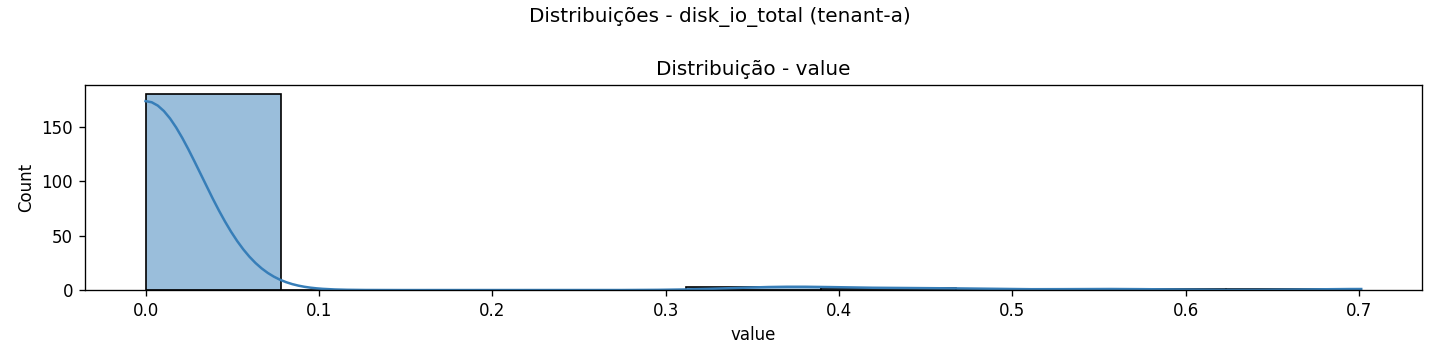 Distribuições - disk_io_total (tenant-a)
Distribuição - value
Count
150
100
50
0
0.0 0.1 0.2 0.3 0.4 0.5 0.6 0.7
value